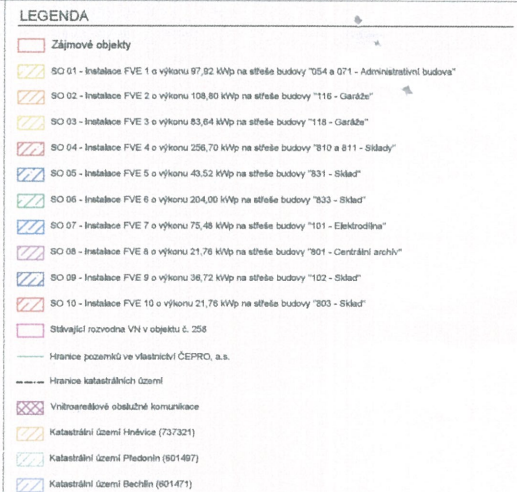 LEGENDA
Zájmové objekty
SO 01 - Instalace FVE 1 o výkonu 97,92 kWp na střeše budovy "054 a 071 - Administrativní budova"
SO 02 - Instalace FVE 2 o výkonu 108,80 kWp na střeše budovy "116 - Garáže"
SO 03 - Instalace FVE 3 o výkonu 83,64 kWp na střeše budovy "118 - Garáže"
SO 04 - Instalace FVE 4 o výkonu 256,70 kWp na střeše budovy "810 a 811 - Sklady"
SO 05 - Instalace FVE 5 o výkonu 43,52 kWp na střeše budovy "831 - Sklad"
SO 06 - Instalace FVE 6 o výkonu 204,00 kWp na střeše budovy "833 - Sklad"
SO 07 - Instalace FVE 7 o výkonu 75,48 kWp na střeše budovy "101 - Elektrodílna"
SO 08 - Instalace FVE 8 o výkonu 21,76 kWp na střeše budovy "801 - Centrální archiv"
SO 09 - Instalace FVE 9 o výkonu 36,72 kWp na střeše budovy "102 - Sklad"
SO 10 - Instalace FVE 10 o výkonu 21,76 kWp na střeše budovy "803 - Sklad"
Stávající rozvodna VN v objektu č. 258
Hranice pozemků ve vlastnictví ČEPRO, a.s.
Hranice katastrálních území
Vnitroareálové obslužné komunikace
Katastrální území Hněvice (737321)
Katastrální území Předonín (601497)
Katastrální území Bechlín (601471)